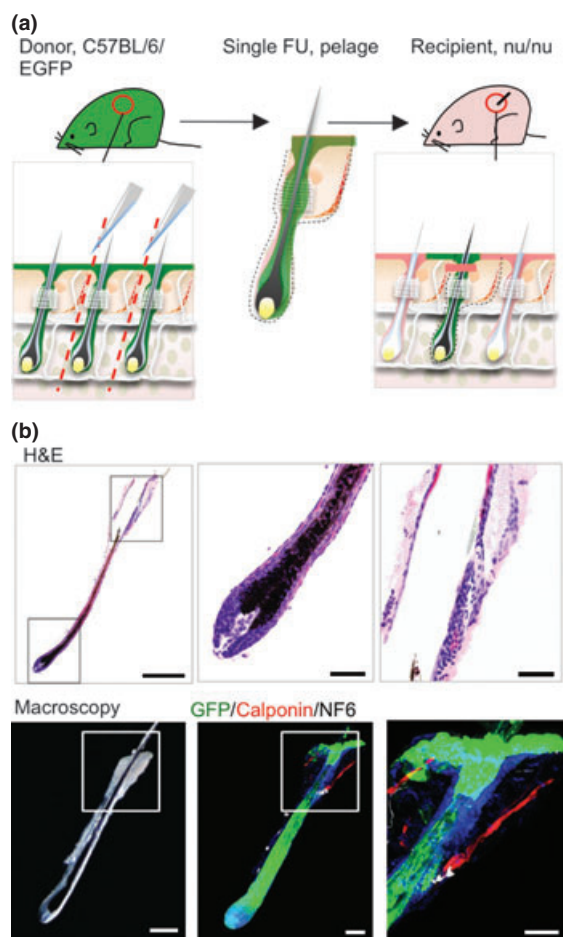 (a)
Donor, C57BL/6/
EGFP
Single FU, pelage
Recipient, nu/nu
(b)
H&E
Macroscopy
GFP/Calponin/NF6